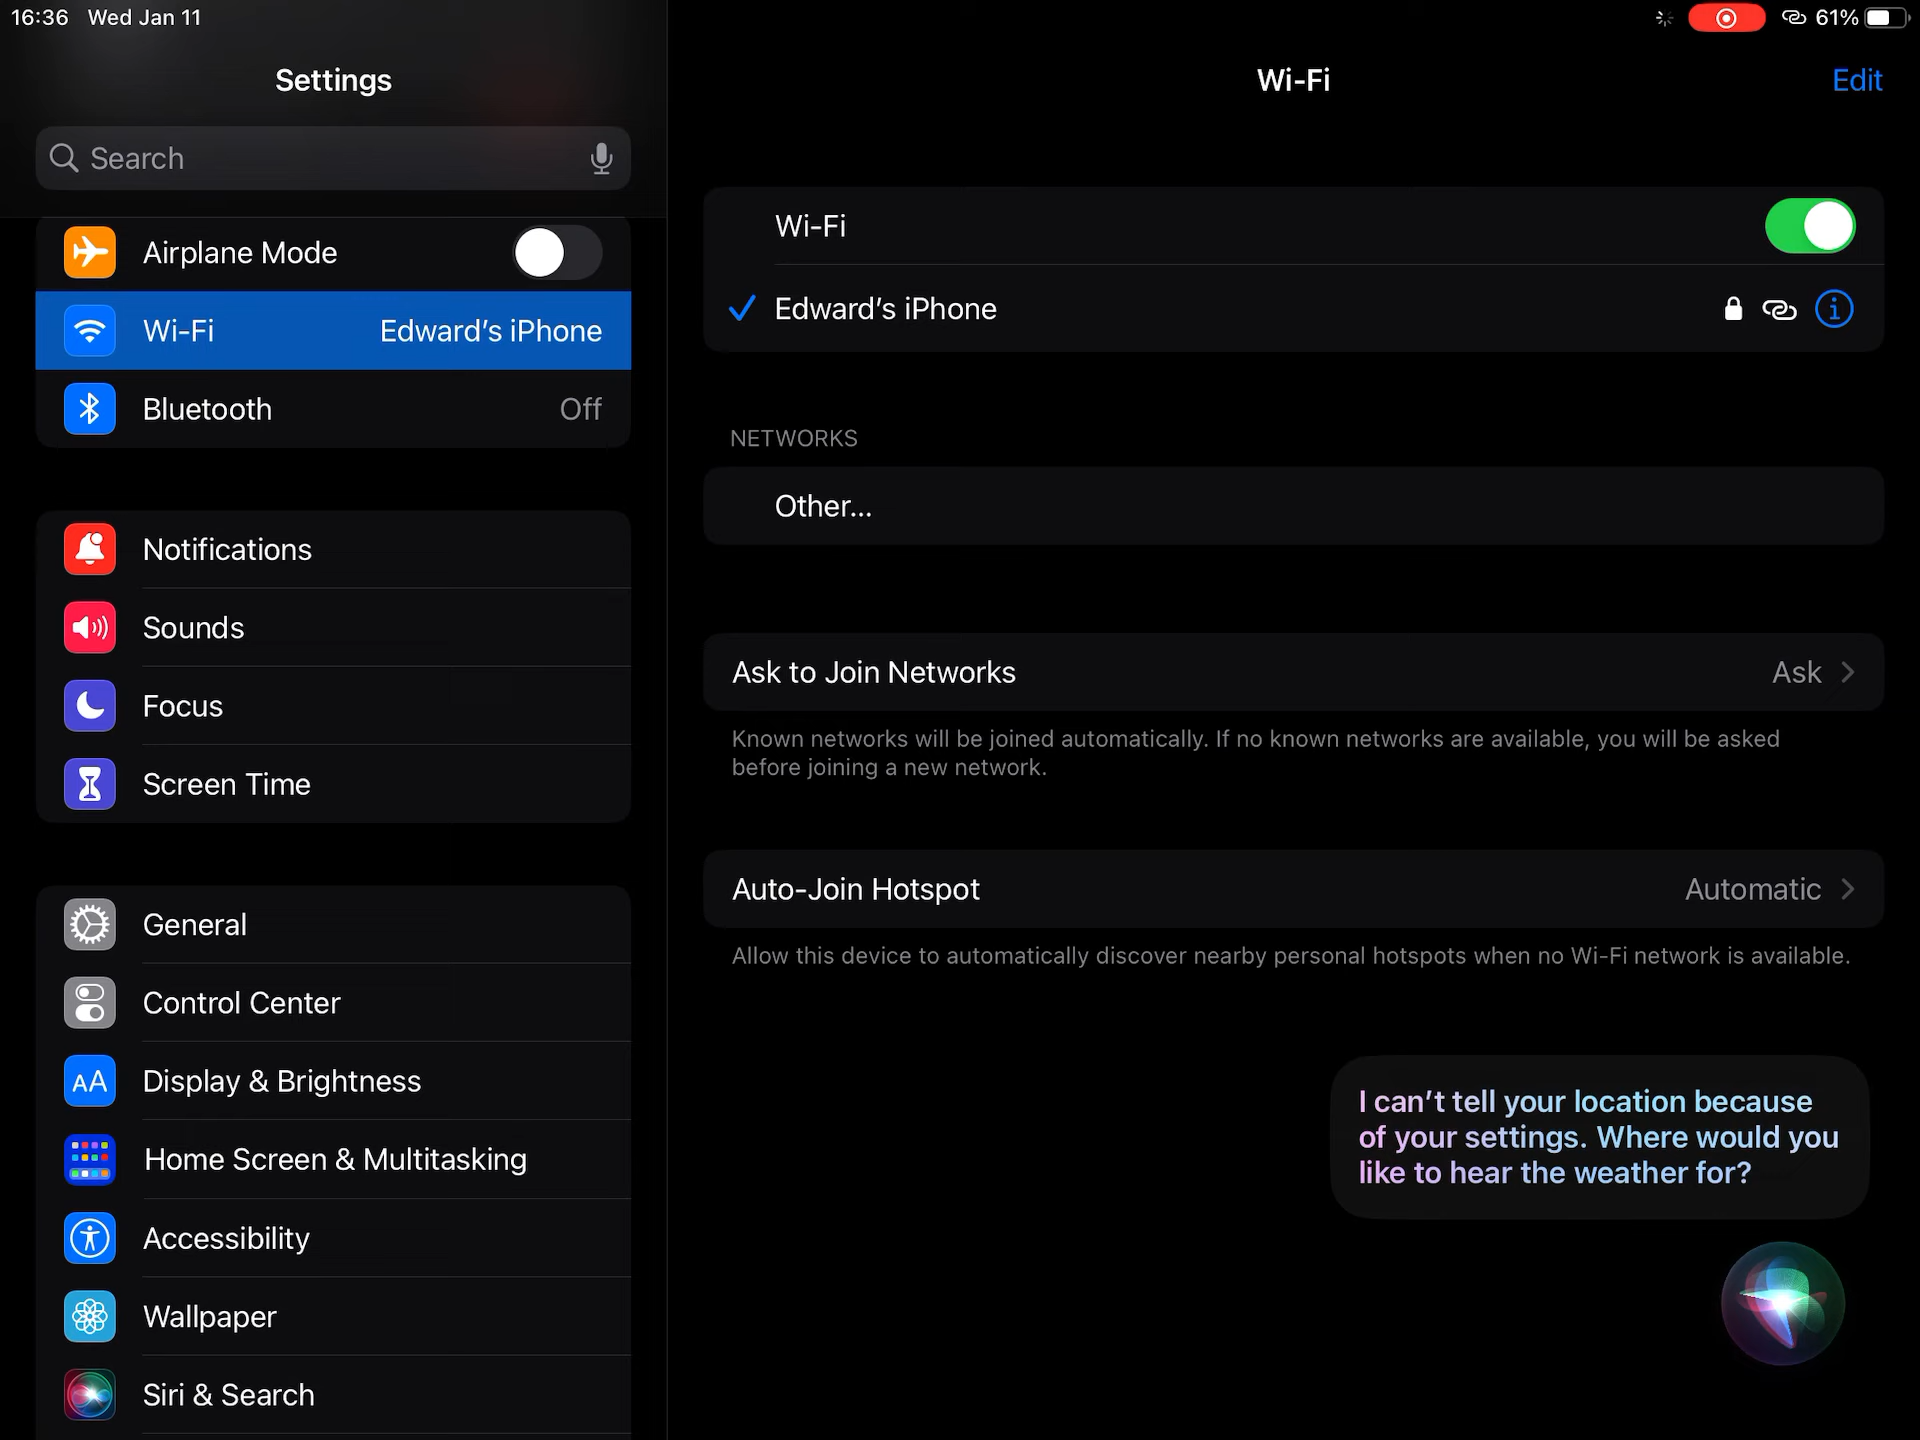 16:36 Wed Jan 11
61%
Settings
Search
Airplane Mode
Wi-Fi Edward’s iPhone
Bluetooth Off
Notifications
Sounds
Focus
Screen Time
General
Control Center
AA Display & Brightness
Home Screen & Multitasking
Accessibility
Wallpaper
Siri & Search
Wi-Fi
Edit
Wi-Fi
Edward’s iPhone
NETWORKS
Other...
Ask to Join Networks Ask
Known networks will be joined automatically. If no known networks are available, you will be asked
before joining a new network.
Auto-Join Hotspot Automatic
Allow this device to automatically discover nearby personal hotspots when no Wi-Fi network is available.
I can’t tell your location because
of your settings. Where would you
like to hear the weather for?